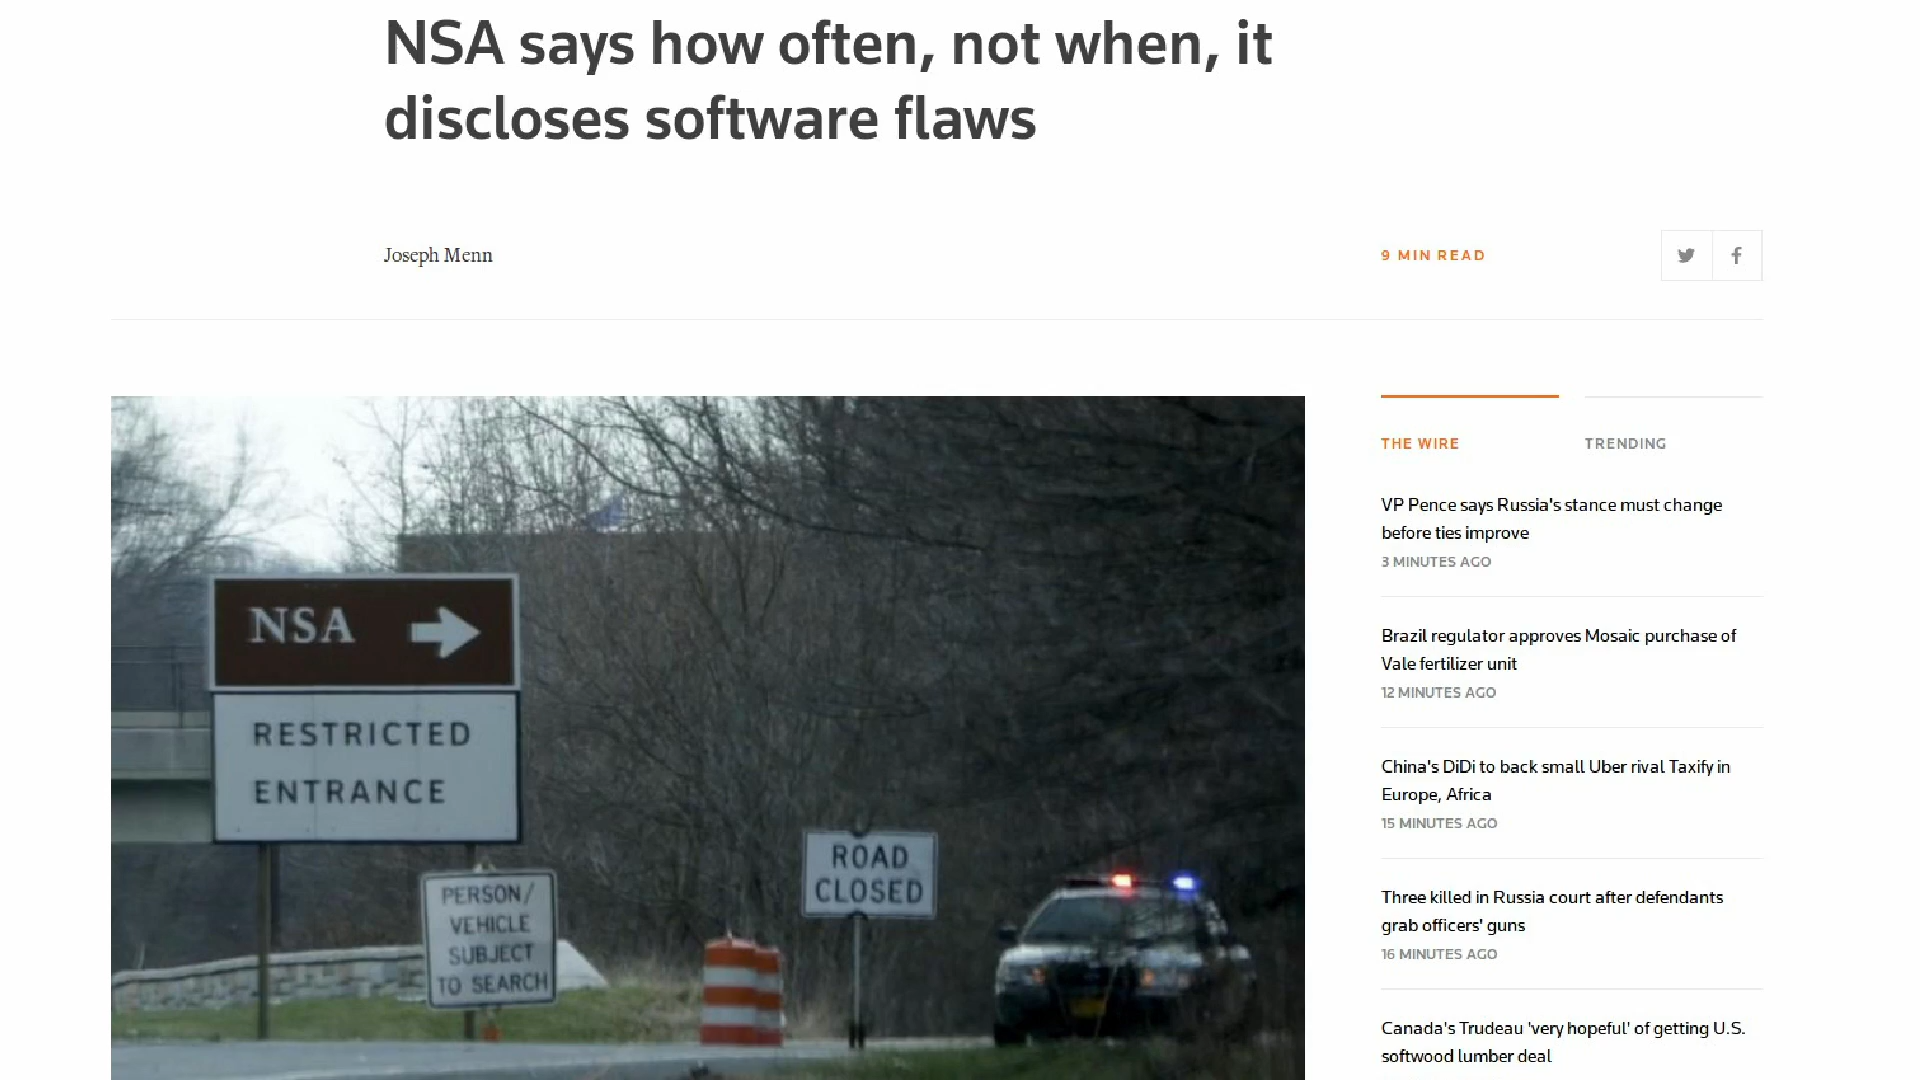 NSA says how often, not when, it
discloses software flaws
Joseph Menn
9 MIN READ
NSA
RESTRICTED
ENTRANCE
PERSON/
VEHICLE
SUBJECT
TO SEARCH
ROAD
CLOSED
THE WIRE
TRENDING
VP Pence says Russia's stance must change
before ties improve
3 MINUTES AGO
Brazil regulator approves Mosaic purchase of
Vale fertilizer unit
12 MINUTES AGO
China's DiDi to back small Uber rival Taxify in
Europe, Africa
15 MINUTES AGO
Three killed in Russia court after defendants
grab officers' guns
16 MINUTES AGO
Canada's Trudeau 'very hopeful' of getting U.S.
softwood lumber deal